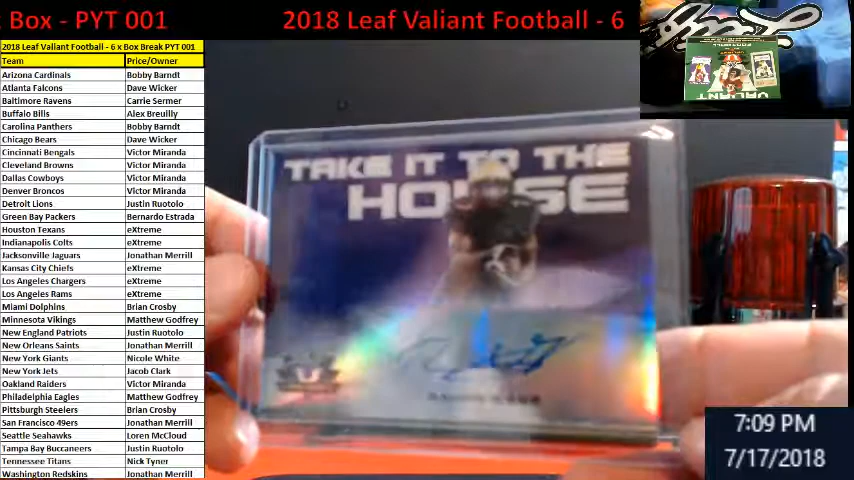 : Box - PYT 001
2018 Leaf Valiant Football - 6
2018 Leaf Valiant Football - 6 x Box Break PYT 001
Team Price/Owner
Arizona Cardinals Bobby Barndt
Atlanta Falcons Dave Wicker
Baltimore Ravens Carrie Sermer
Buffalo Bills Alex Breuilly
Carolina Panthers Bobby Barndt
Chicago Bears Dave Wicker
Cincinnati Bengals Victor Miranda
Cleveland Browns Victor Miranda
Dallas Cowboys Victor Miranda
Denver Broncos Victor Miranda
Detroit Lions Justin Ruotolo
Green Bay Packers Bernardo Estrada
Houston Texans eXtreme
Indianapolis Colts eXtreme
Jacksonville Jaguars Jonathan Merrill
Kansas City Chiefs eXtreme
Los Angeles Chargers eXtreme
Los Angeles Rams eXtreme
Miami Dolphins Brian Crosby
Minnesota Vikings Matthew Godfrey
New England Patriots Justin Ruotolo
New Orleans Saints Jonathan Merrill
New York Giants Nicole White
New York Jets Jacob Clark
Oakland Raiders Victor Miranda
Philadelphia Eagles Matthew Godfrey
Pittsburgh Steelers Brian Crosby
San Francisco 49ers Jonathan Merrill
Seattle Seahawks Loren McCloud
Tampa Bay Buccaneers Justin Ruotolo
Tennessee Titans Nick Tyner
Washington Redskins Jonathan Merrill
TAKE IT TO THE
HOUSE
VALIANT
7:09 PM
7/17/2018